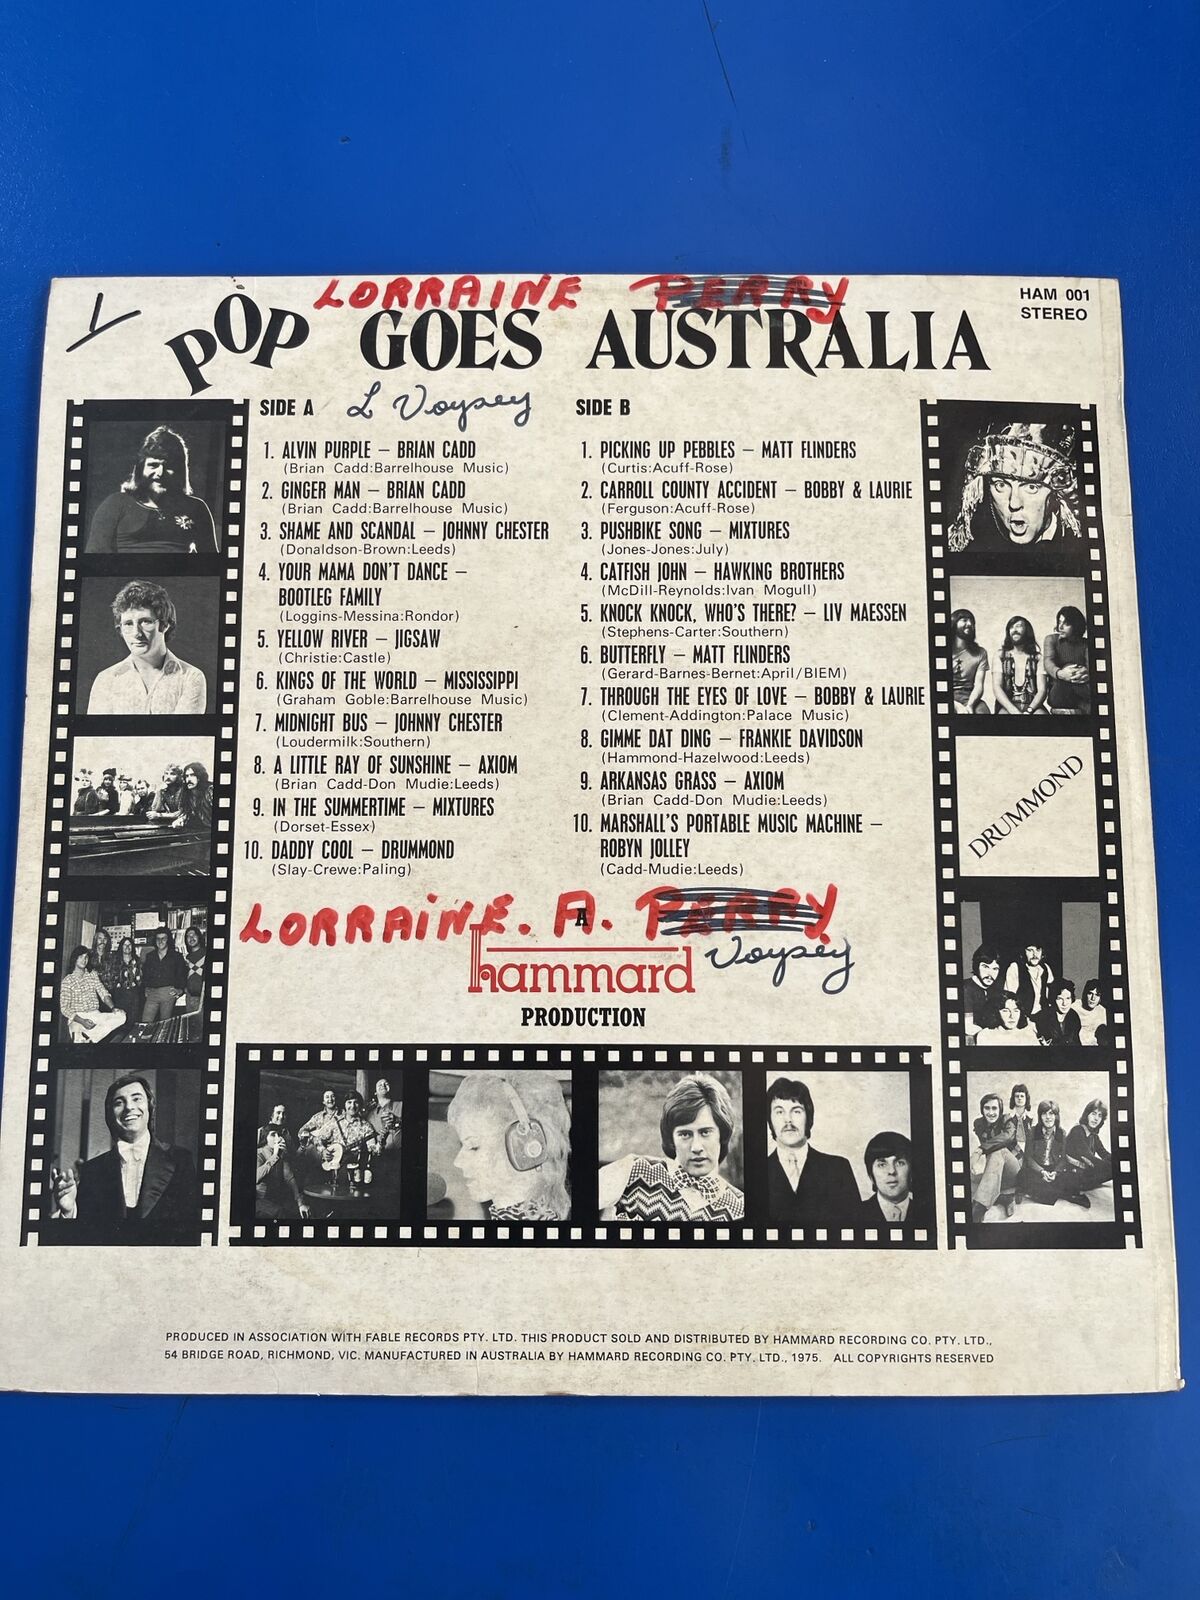 LORRAINE PERRY
HAM 001
STEREO
POP GOES AUSTRALIA
SIDE A
L Voysey
1. ALVIN PURPLE – BRIAN CADD
(Brian Cadd:Barrelhouse Music)
2. GINGER MAN – BRIAN CADD
(Brian Cadd:Barrelhouse Music)
3. SHAME AND SCANDAL – JOHNNY CHESTER
(Donaldson-Brown:Leeds)
4. YOUR MAMA DON'T DANCE –
BOOTLEG FAMILY
(Loggins-Messina:Rondor)
5. YELLOW RIVER – JIGSAW
(Christie:Castle)
6. KINGS OF THE WORLD – MISSISSIPPI
(Graham Goble:Barrelhouse Music)
7. MIDNIGHT BUS – JOHNNY CHESTER
(Loudermilk:Southern)
8. A LITTLE RAY OF SUNSHINE – AXIOM
(Brian Cadd-Don Mudie:Leeds)
9. IN THE SUMMERTIME – MIXTURES
(Dorset-Essex)
10. DADDY COOL – DRUMMOND
(Slay-Crewe:Paling)
SIDE B
1. PICKING UP PEBBLES – MATT FLINDERS
(Curtis:Acuff-Rose)
2. CARROLL COUNTY ACCIDENT – BOBBY & LAURIE
(Ferguson:Acuff-Rose)
3. PUSHBIKE SONG – MIXTURES
(Jones-Jones:July)
4. CATFISH JOHN – HAWKING BROTHERS
(McDill-Reynolds:Ivan Mogull)
5. KNOCK KNOCK, WHO'S THERE? – LIV MAESSEN
(Stephens-Carter:Southern)
6. BUTTERFLY – MATT FLINDERS
(Gerard-Barnes-Bernet:April/BIEM)
7. THROUGH THE EYES OF LOVE – BOBBY & LAURIE
(Clement-Addington:Palace Music)
8. GIMME DAT DING – FRANKIE DAVIDSON
(Hammond-Hazelwood:Leeds)
9. ARKANSAS GRASS – AXIOM
(Brian Cadd-Don Mudie:Leeds)
10. MARSHALL'S PORTABLE MUSIC MACHINE –
ROBYN JOLLEY
(Cadd-Mudie:Leeds)
DRUMMOND
LORRAINE. A. PERRY
Voysey
A
hammard
PRODUCTION
PRODUCED IN ASSOCIATION WITH FABLE RECORDS PTY. LTD. THIS PRODUCT SOLD AND DISTRIBUTED BY HAMMARD RECORDING CO. PTY. LTD.,
54 BRIDGE ROAD, RICHMOND, VIC. MANUFACTURED IN AUSTRALIA BY HAMMARD RECORDING CO. PTY. LTD., 1975. ALL COPYRIGHTS RESERVED